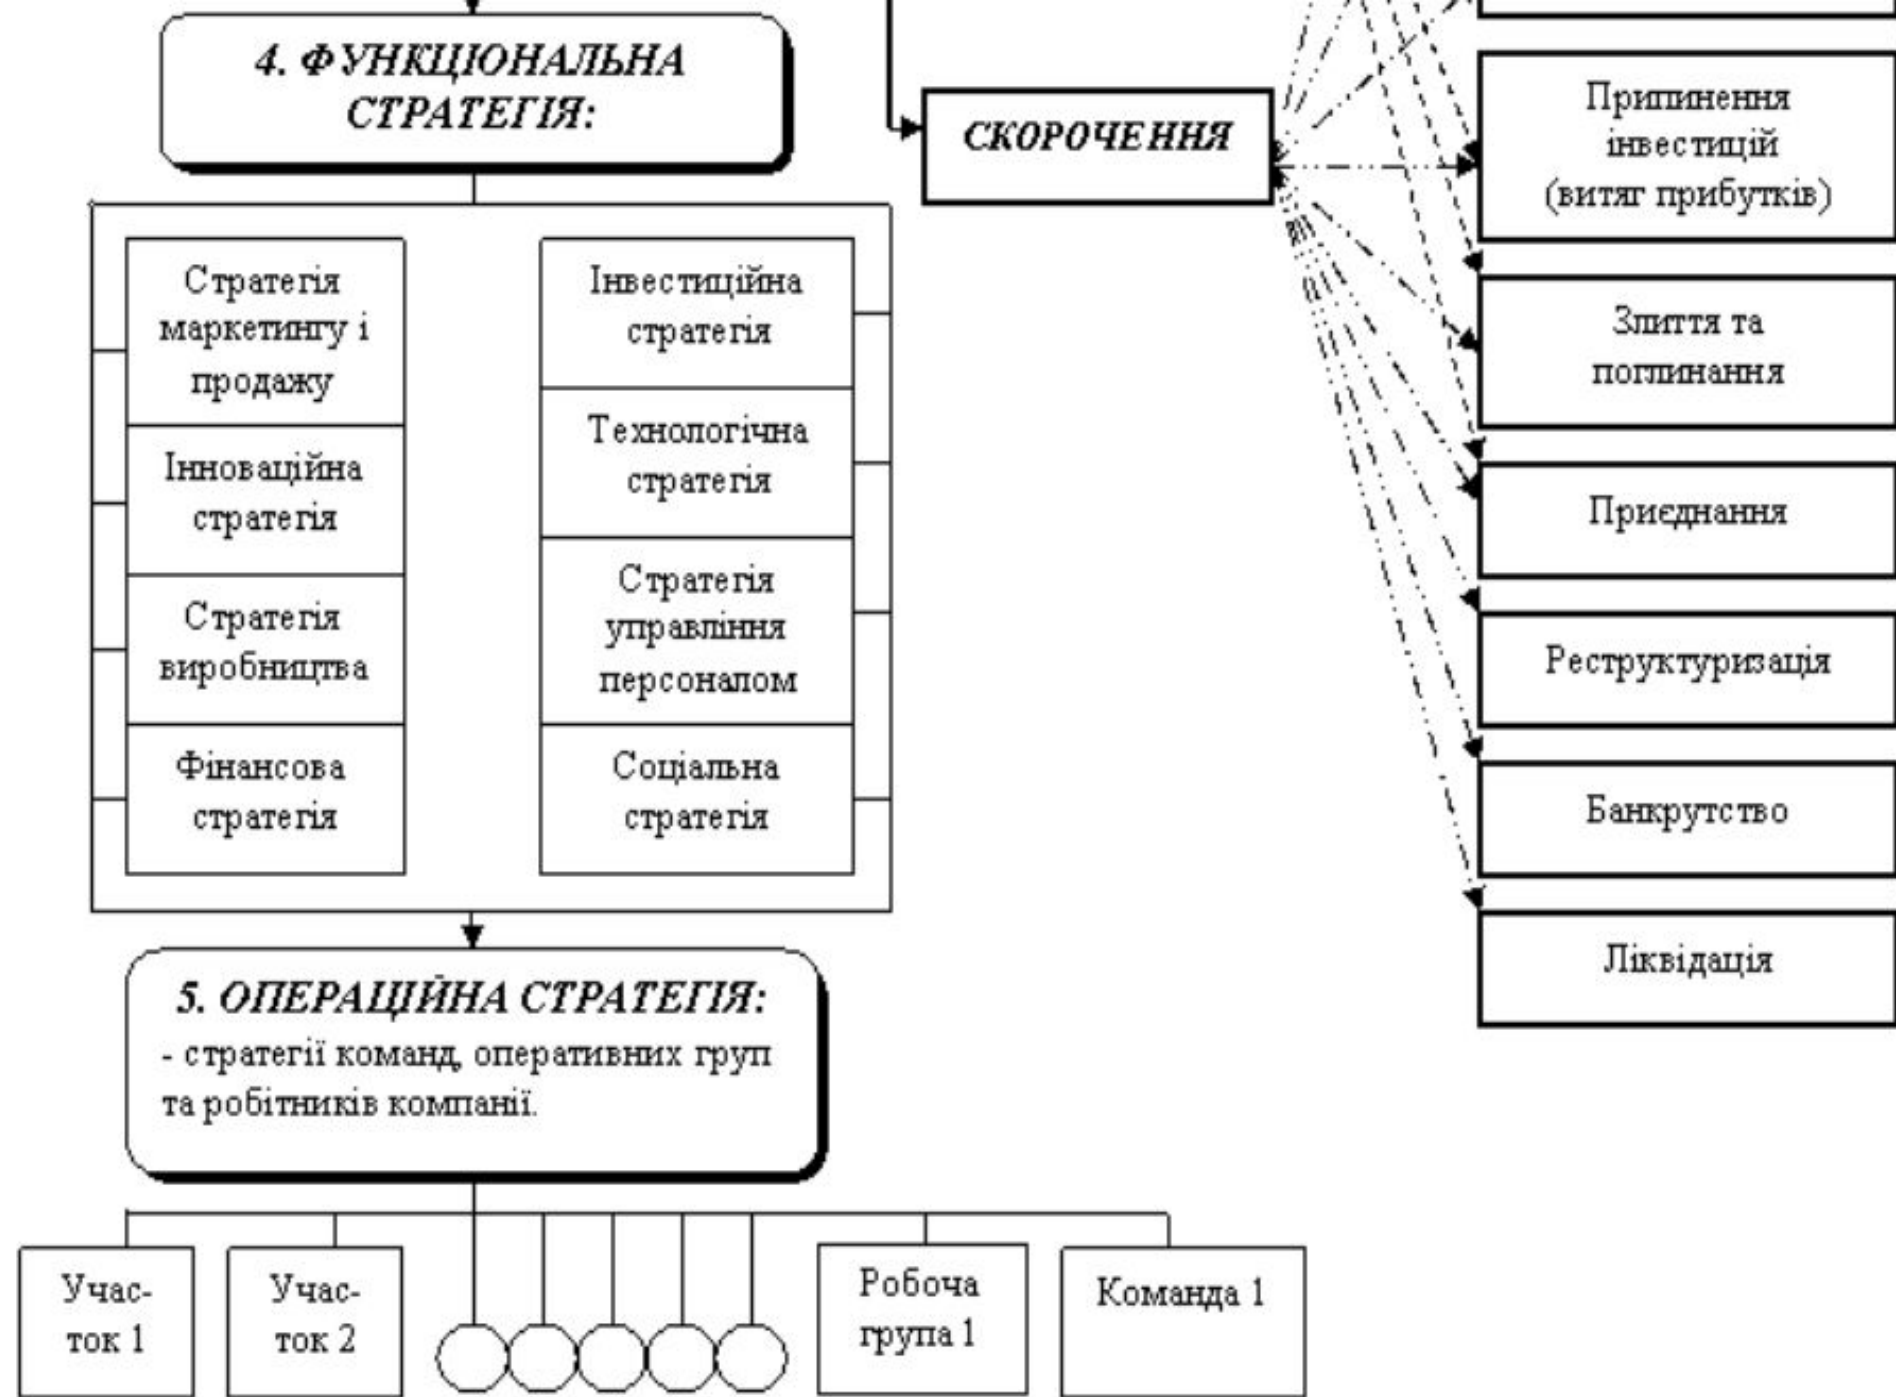 4. ФУНКЦІОНАЛЬНА
СТРАТЕГІЯ:
СКОРОЧЕННЯ
Припинення
інвестицій
(витяг прибутків)
Стратегія
маркетингу і
продажу
Інноваційна
стратегія
Стратегія
виробництва
Фінансова
стратегія
Інвестиційна
стратегія
Технологічна
стратегія
Стратегія
управління
персоналом
Соціальна
стратегія
Злиття та
поглинання
Приєднання
Реструктуризація
Банкрутство
Ліквідація
5. ОПЕРАЦІЙНА СТРАТЕГІЯ:
- стратегії команд, оперативних груп
та робітників компанії.
Учас-
ток 1
Учас-
ток 2
Робоча
група 1
Команда 1